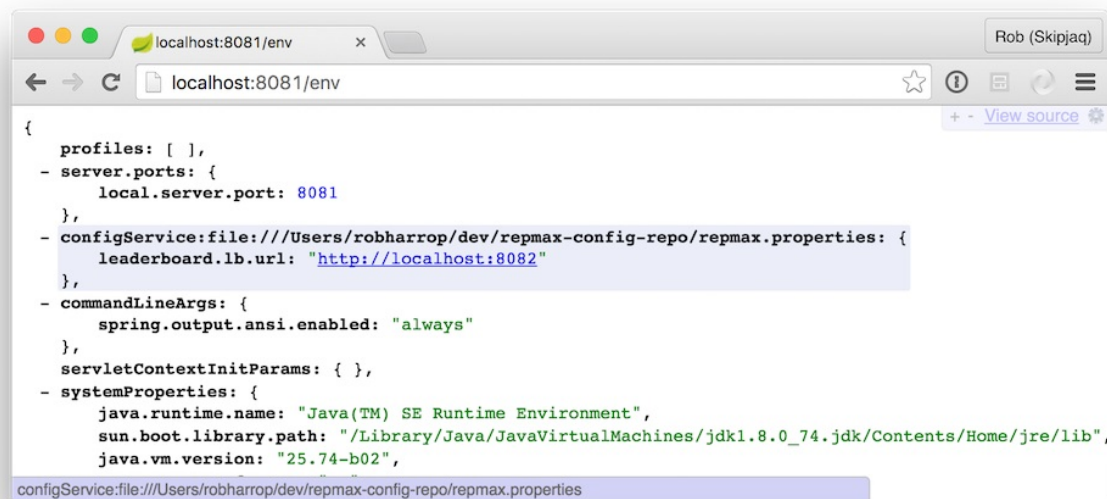 localhost:8081/env
Rob (Skipjaq)
localhost:8081/env
+ - View source
{
profiles: [ ],
- server.ports: {
local.server.port: 8081
},
- configService:file:///Users/robharrop/dev/repmax-config-repo/repmax.properties: {
leaderboard.lb.url: "http://localhost:8082"
},
- commandLineArgs: {
spring.output.ansi.enabled: "always"
},
servletContextInitParams: { },
- systemProperties: {
java.runtime.name: "Java(TM) SE Runtime Environment",
sun.boot.library.path: "/Library/Java/JavaVirtualMachines/jdk1.8.0_74.jdk/Contents/Home/jre/lib",
java.vm.version: "25.74-b02",
configService:file:///Users/robharrop/dev/repmax-config-repo/repmax.properties